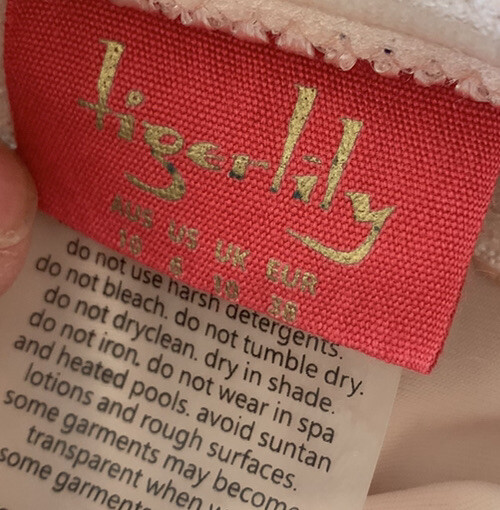 tigerlily
AUS US UK EUR
10 6 10 38
do not use harsh detergents.
do not bleach. do not tumble dry.
do not dryclean. dry in shade.
do not iron. do not wear in spa
and heated pools. avoid suntan
lotions and rough surfaces.
some garments may become
transparent when
some garments